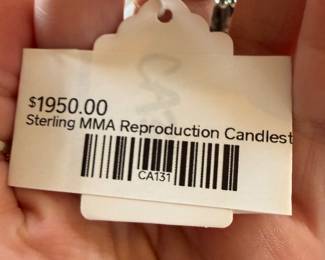 $1950.00
Sterling MMA Reproduction Candlest
CA131